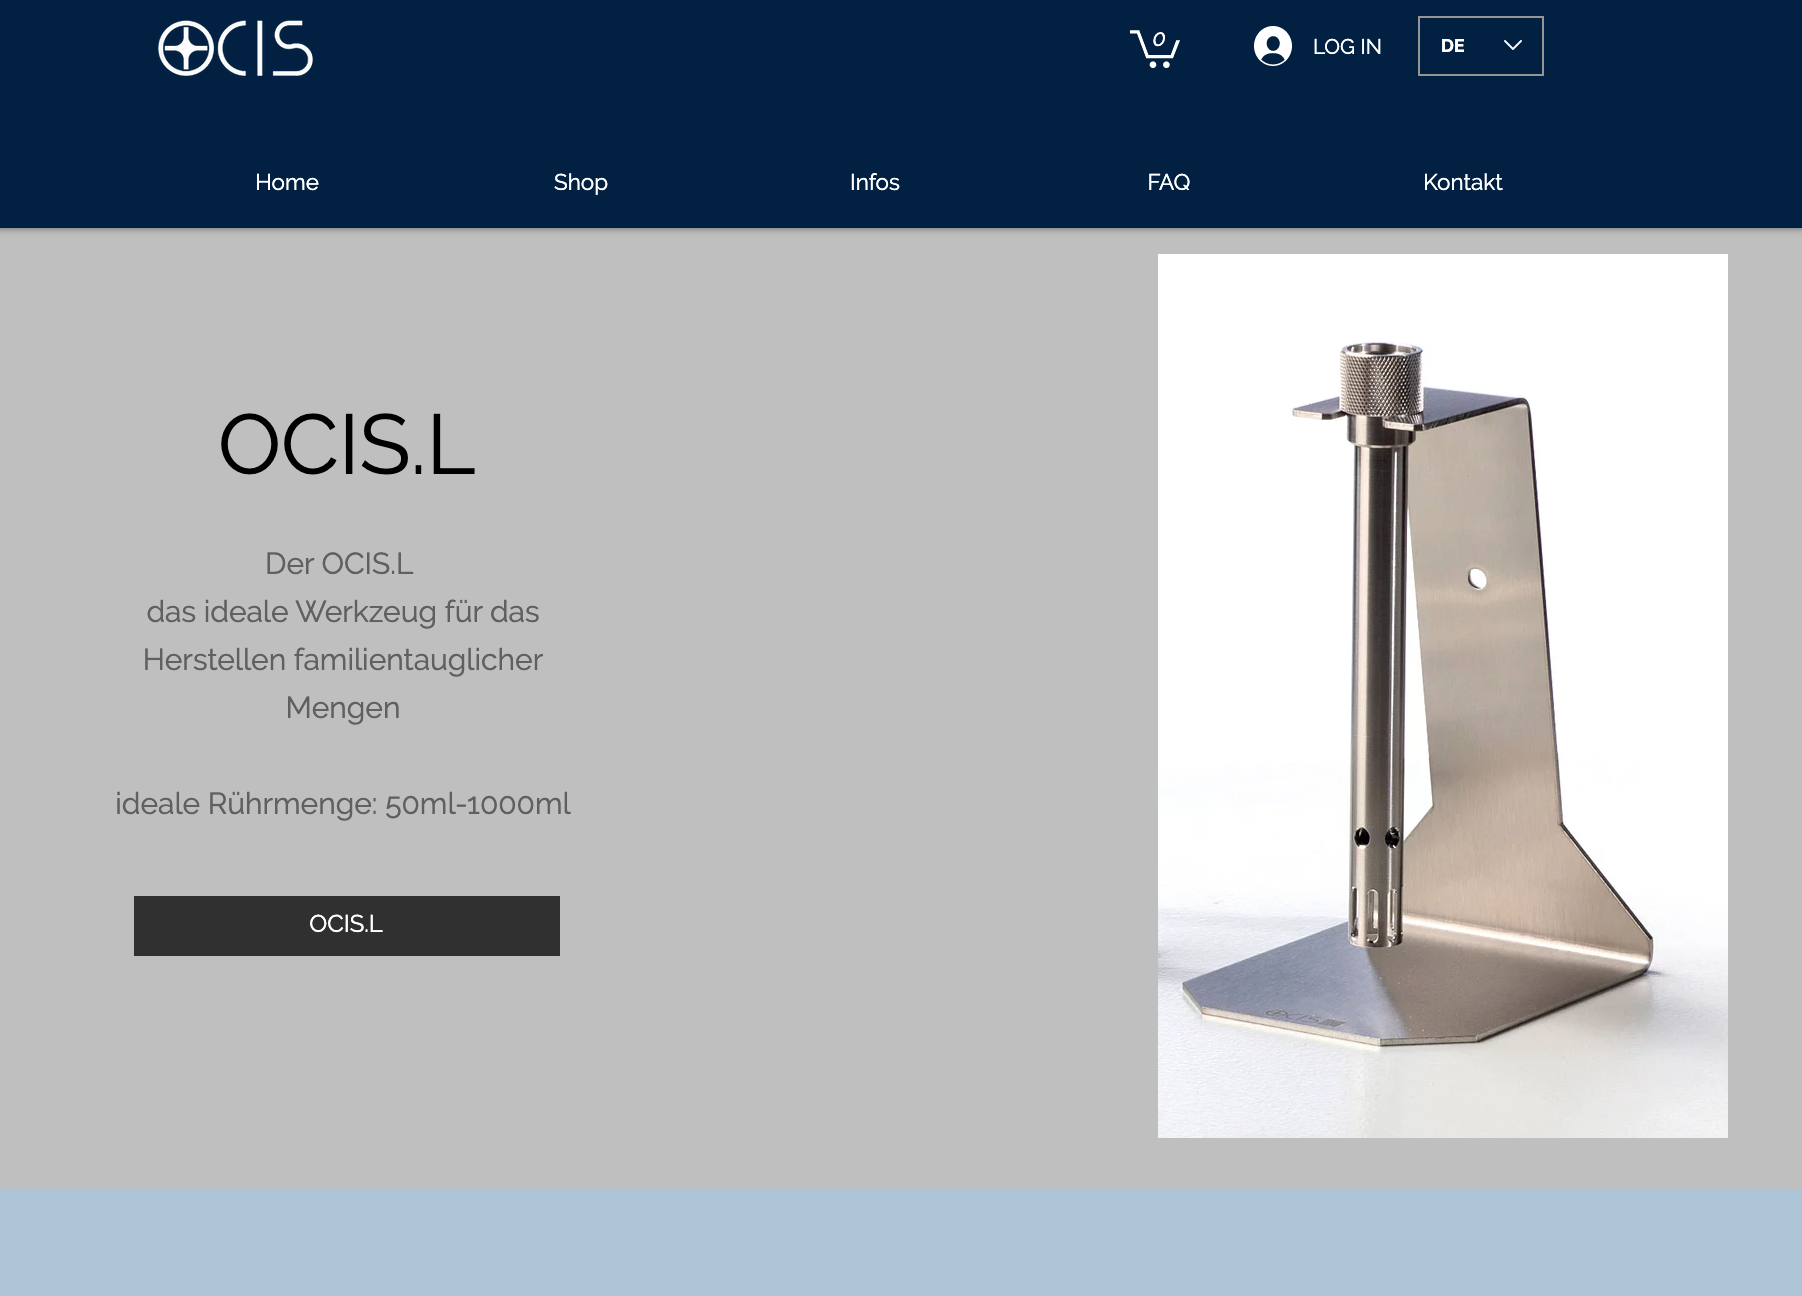 OCIS
0
LOG IN
DE
Home
Shop
Infos
FAQ
Kontakt
OCIS.L
Der OCIS.L
das ideale Werkzeug für das
Herstellen familientauglicher
Mengen
ideale Rührmenge: 50ml-1000ml
OCIS.L
OCIS